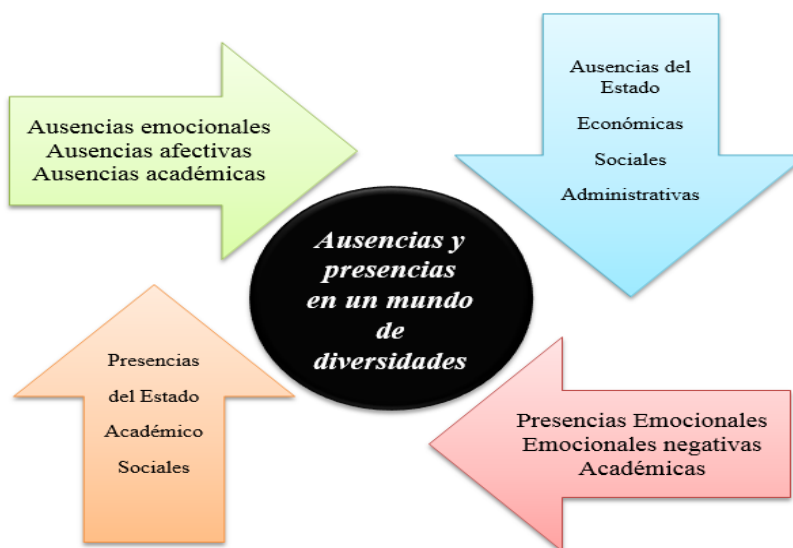 Ausencias emocionales
Ausencias afectivas
Ausencias académicas
Ausencias del
Estado
Económicas
Sociales
Administrativas
Ausencias y
presencias
en un mundo
de
diversidades
Presencias
del Estado
Académico
Sociales
Presencias Emocionales
Emocionales negativas
Académicas